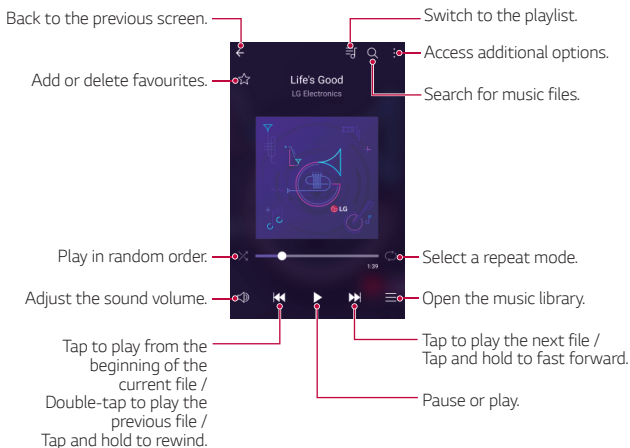 Back to the previous screen.
Switch to the playlist.
Access additional options.
Add or delete favourites.
Life's Good
LG Electronics
Search for music files.
LG
Play in random order.
Select a repeat mode.
1:39
Adjust the sound volume.
Open the music library.
Tap to play from the
beginning of the
current file /
Double-tap to play the
previous file /
Tap and hold to rewind.
Tap to play the next file /
Tap and hold to fast forward.
Pause or play.